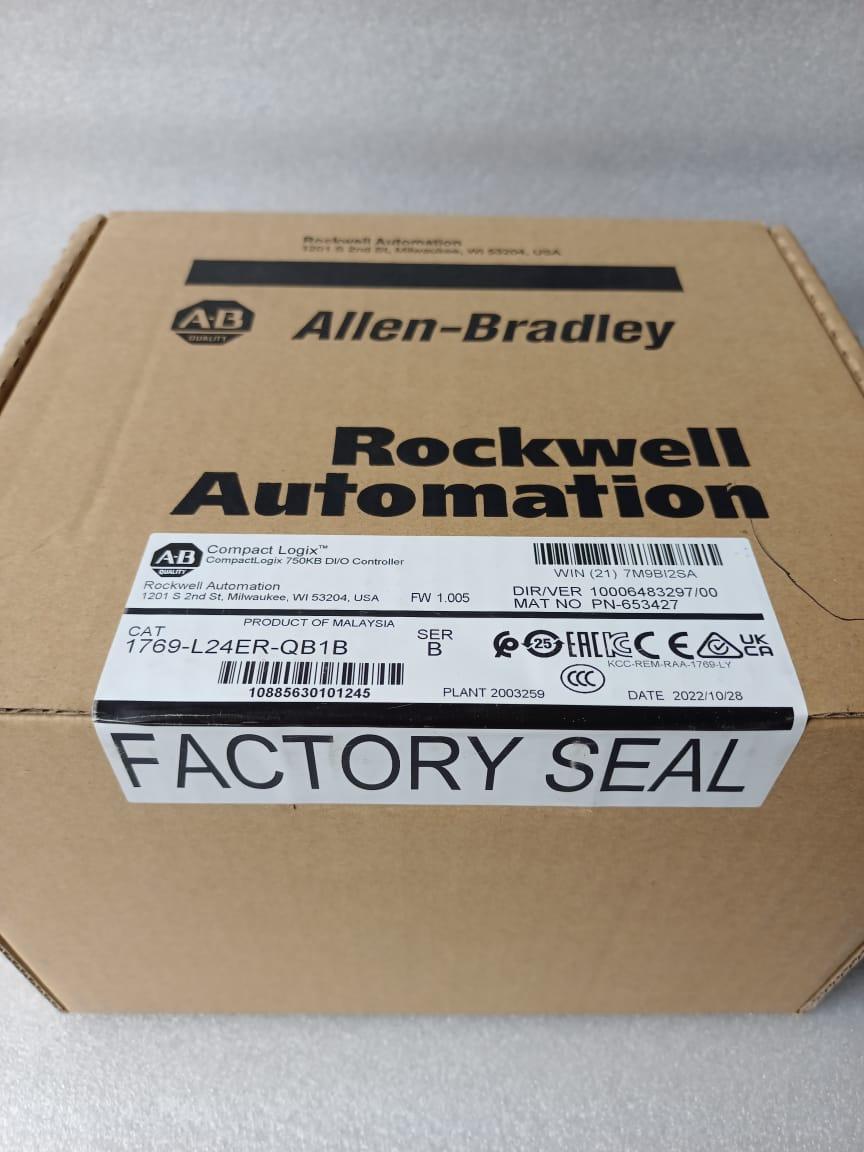 Rockwell Automation
1201 S 2nd St, Milwaukee, WI 53204, USA
A-B
QUALITY
Allen-Bradley
Rockwell
Automation
A-B
QUALITY
Compact Logix™
CompactLogix 750KB DI/O Controller
Rockwell Automation
1201 S 2nd St, Milwaukee, WI 53204, USA
FW 1.005
WIN (21) 7M9BI2SA
DIR/VER 10006483297/00
MAT NO PN-653427
PRODUCT OF MALAYSIA
CAT
1769-L24ER-QB1B
SER
B
10885630101245
25
EAC
CE
UK
CA
KCC-REM-RAA-1769-LY
CCC
PLANT 2003259
DATE 2022/10/28
FACTORY SEAL